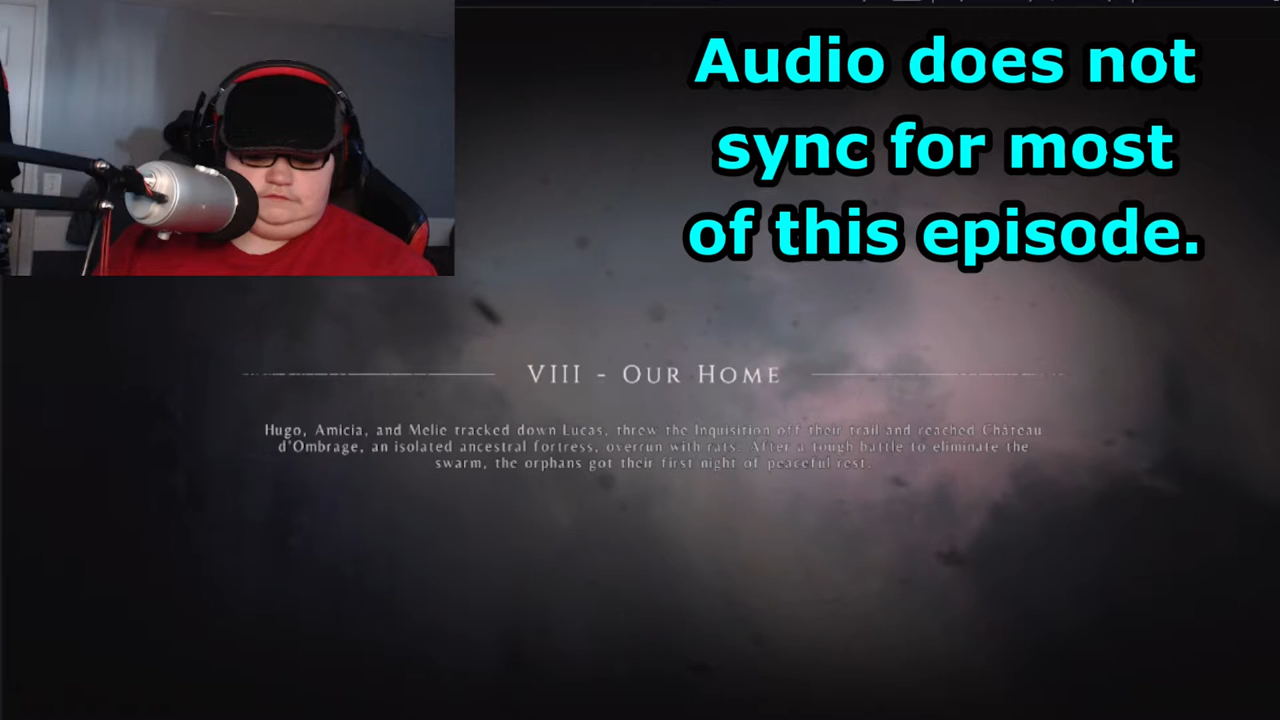 Audio does not
sync for most
of this episode.
VIII - Our Home
Hugo, Amicia, and Melie tracked down Lucas, threw the Inquisition off their trail and reached Château
d'Ombrage, an isolated ancestral fortress, overrun with rats. After a tough battle to eliminate the
swarm, the orphans got their first night of peaceful rest.